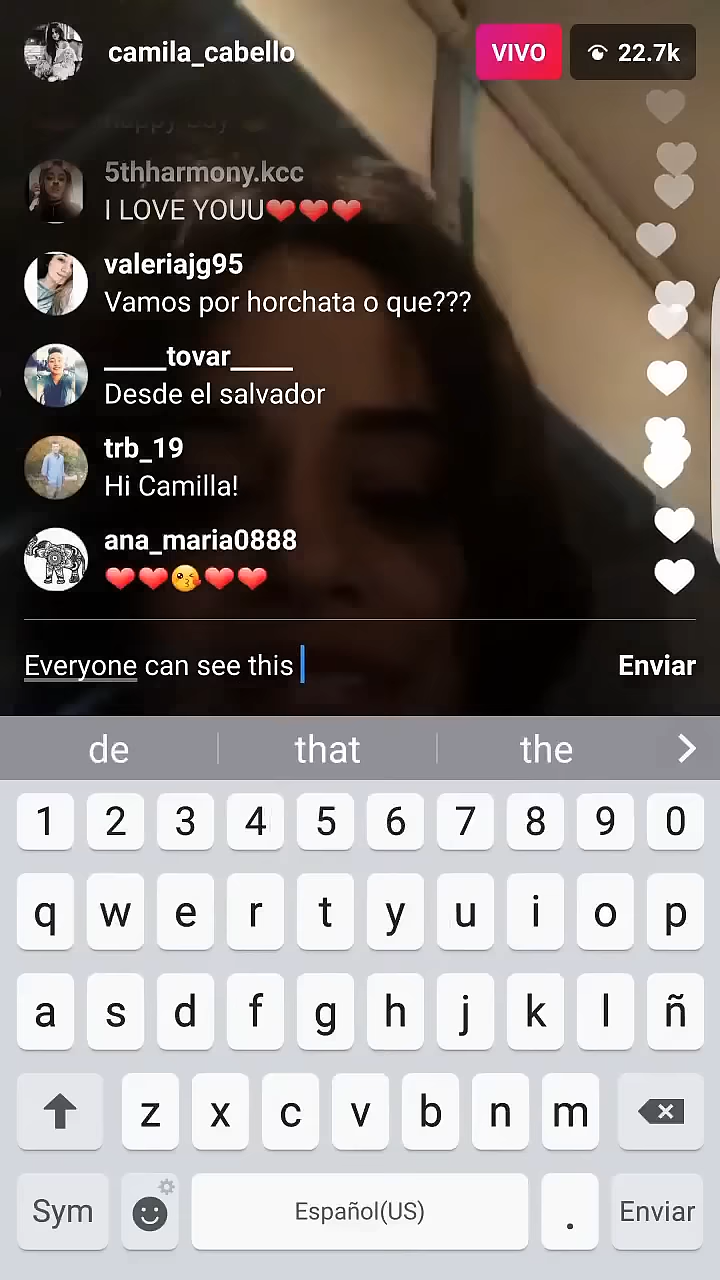 camila_cabello
VIVO
22.7k
happy Day
5thharmony.kcc
I LOVE YOUU❤❤❤
valeriajg95
Vamos por horchata o que???
_____tovar_____
Desde el salvador
trb_19
Hi Camilla!
ana_maria0888
❤❤😘❤❤
Everyone can see this
Enviar
de
that
the
1 2 3 4 5 6 7 8 9 0
q w e r t y u i o p
a s d f g h j k l ñ
z x c v b n m
Sym
Español(US)
.
Enviar